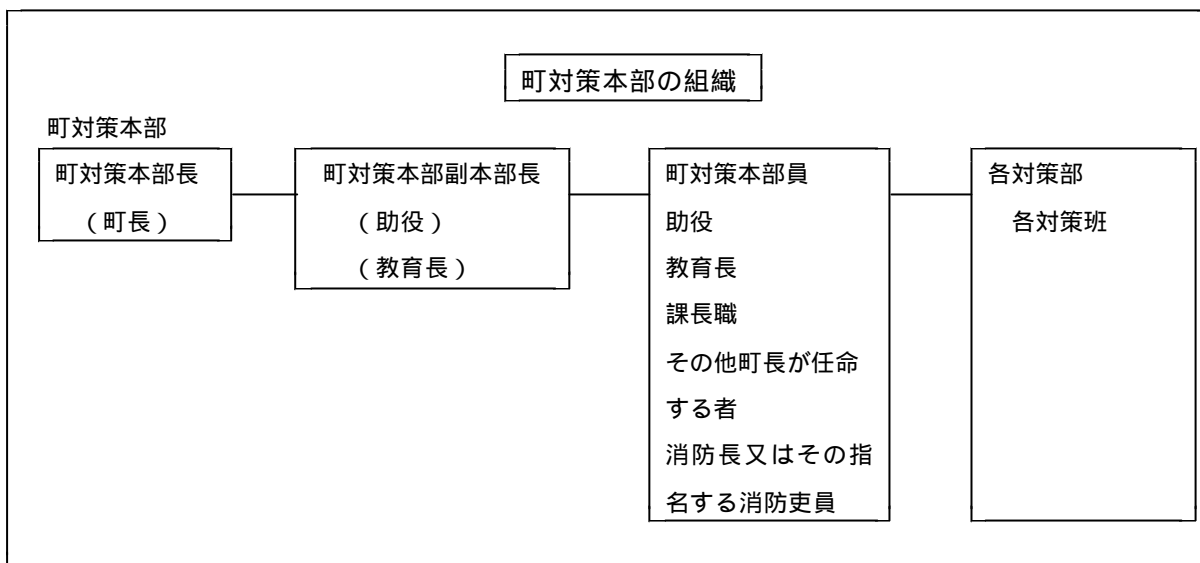 町対策本部の組織
町対策本部
町対策本部長
（町長）
町対策本部副本部長
（助役）
（教育長）
町対策本部員
助役
教育長
課長職
その他町長が任命
する者
消防長又はその指
名する消防吏員
各対策部
各対策班